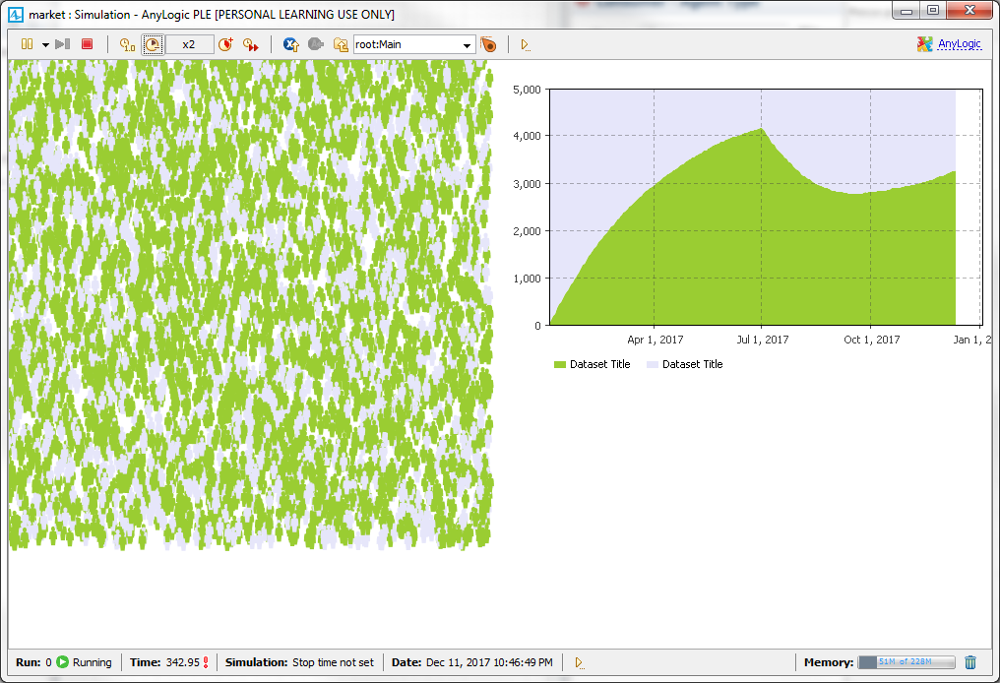 market : Simulation - AnyLogic PLE [PERSONAL LEARNING USE ONLY]
x2 root:Main AnyLogic
5,000
4,000
3,000
2,000
1,000
0
Apr 1, 2017 Jul 1, 2017 Oct 1, 2017 Jan 1, 2
Dataset Title Dataset Title
Run: 0 Running Time: 342.95 Simulation: Stop time not set Date: Dec 11, 2017 10:46:49 PM Memory: 51M of 228M